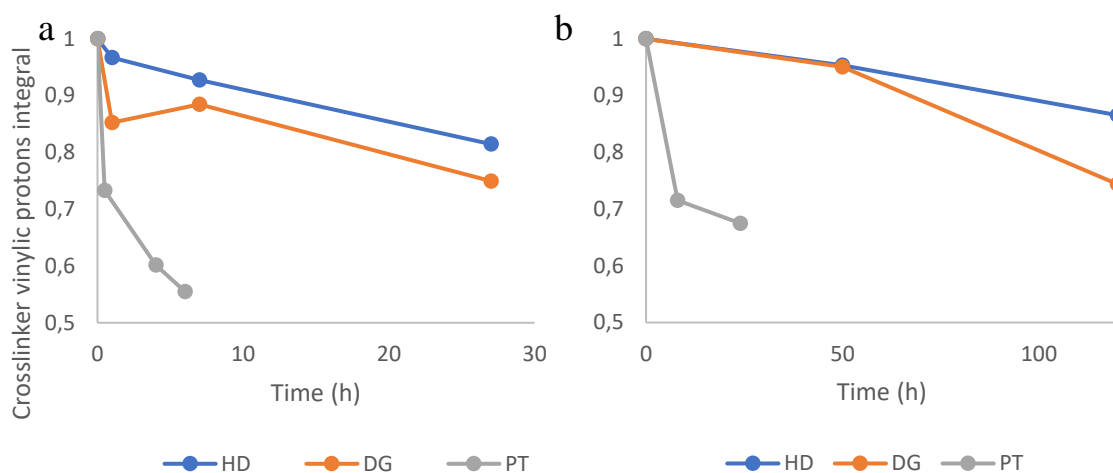 a
Crosslinker vinylic protons integral
1
0,9
0,8
0,7
0,6
0,5
0 10 20 30
Time (h)
HD DG PT
b
1
0,9
0,8
0,7
0,6
0,5
0 50 100
Time (h)
HD DG PT